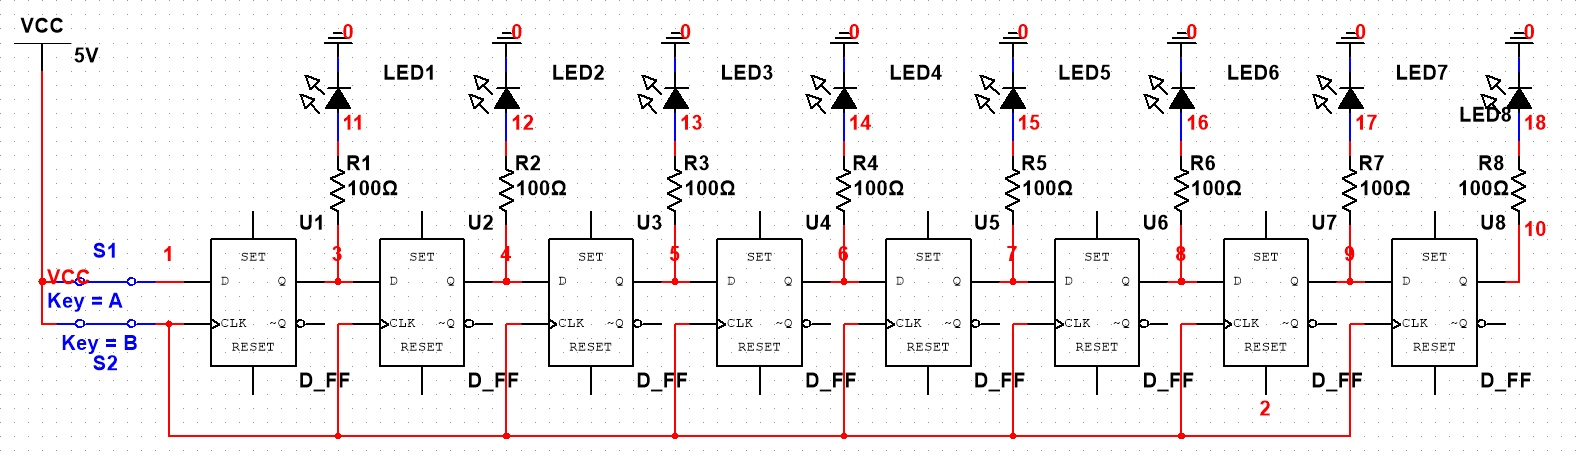 VCC
5V
0 0 0 0 0 0 0 0
LED1 LED2 LED3 LED4 LED5 LED6 LED7 LED8
11 12 13 14 15 16 17 18
R1 R2 R3 R4 R5 R6 R7 R8
100Ω 100Ω 100Ω 100Ω 100Ω 100Ω 100Ω 100Ω
U1 U2 U3 U4 U5 U6 U7 U8
10
S1 1 3 4 5 6 7 8 9
SET SET SET SET SET SET SET SET
VCC D Q D Q D Q D Q D Q D Q D Q D Q
Key = A
CLK ~Q CLK ~Q CLK ~Q CLK ~Q CLK ~Q CLK ~Q CLK ~Q CLK ~Q
Key = B
RESET RESET RESET RESET RESET RESET RESET RESET
S2
D_FF D_FF D_FF D_FF D_FF D_FF D_FF D_FF
2